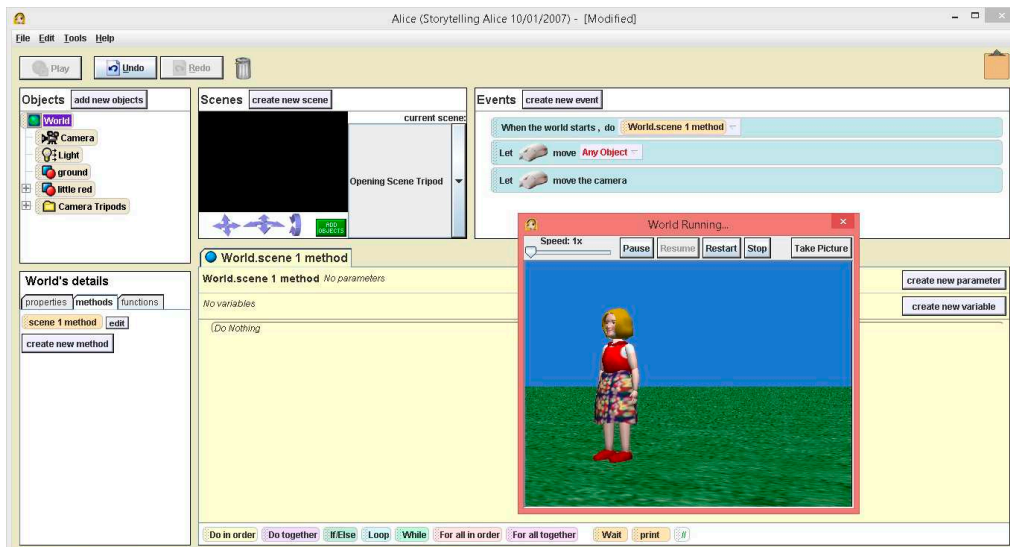 Alice (Storytelling Alice 10/01/2007) - [Modified]
File Edit Tools Help
Play Undo Redo
Objects add new objects
World
Camera
Light
ground
little red
Camera Tripods
Scenes create new scene
current scene:
Opening Scene Tripod
ADD OBJECTS
Events create new event
When the world starts , do World.scene 1 method
Let move Any Object
Let move the camera
World's details
properties methods functions
scene 1 method edit
create new method
World.scene 1 method
World.scene 1 method No parameters
create new parameter
No variables
create new variable
(Do Nothing
World Running...
Speed: 1x Pause Resume Restart Stop Take Picture
Do in order Do together If/Else Loop While For all in order For all together Wait print //